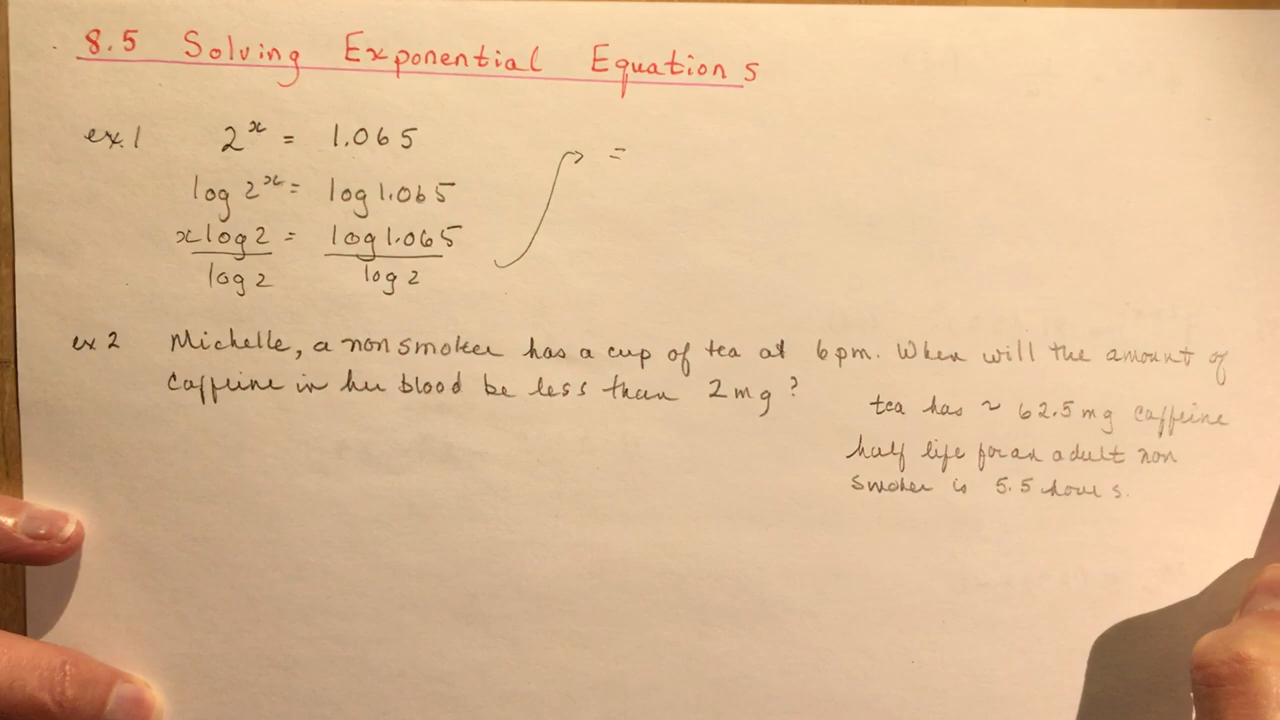 8.5 Solving Exponential Equations
ex.1 2^x = 1.065
=
log 2^x = log 1.065
x log 2 = log 1.065
log 2 log 2
ex 2 Michelle, a non smoker has a cup of tea at 6pm. When will the amount of
caffeine in her blood be less than 2mg?
tea has ~ 62.5 mg caffeine
half life for an adult non
smoker is 5.5 hours.